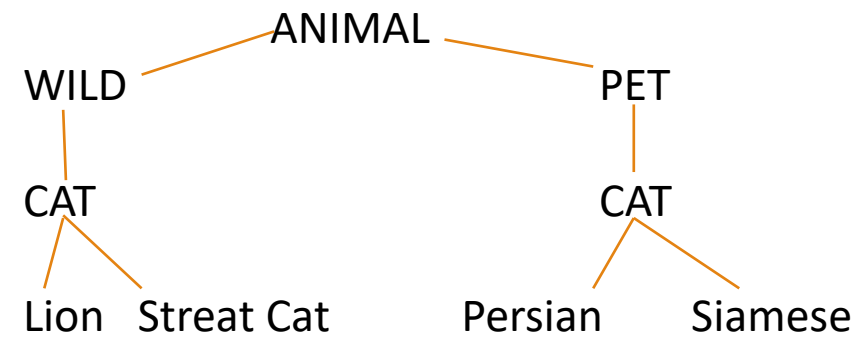 ANIMAL
WILD PET
CAT CAT
Lion Streat Cat Persian Siamese